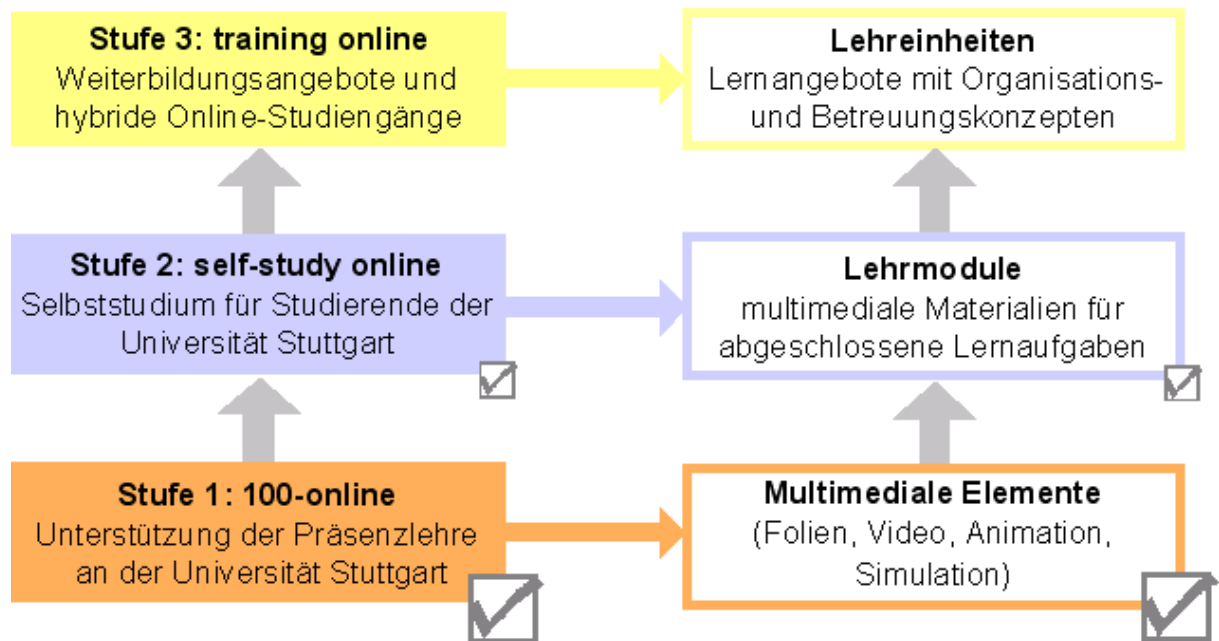 Stufe 3: training online
Weiterbildungsangebote und
hybride Online-Studiengänge
Lehreinheiten
Lernangebote mit Organisations-
und Betreuungskonzepten
Stufe 2: self-study online
Selbststudium für Studierende der
Universität Stuttgart
Lehrmodule
multimediale Materialien für
abgeschlossene Lernaufgaben
Stufe 1: 100-online
Unterstützung der Präsenzlehre
an der Universität Stuttgart
Multimediale Elemente
(Folien, Video, Animation,
Simulation)